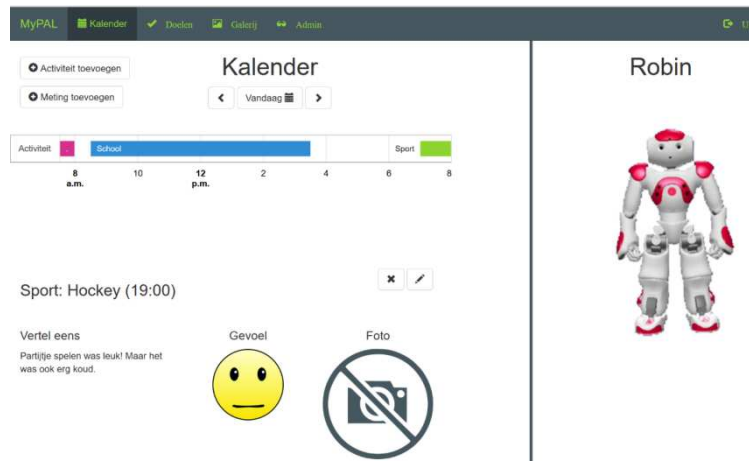 MyPAL Kalender Doelen Galerij Admin
Activiteit toevoegen
Kalender
Robin
Meting toevoegen
Vandaag
Activiteit School Sport
8 10 12 2 4 6 8
a.m. p.m.
Sport: Hockey (19:00)
Vertel eens Gevoel Foto
Partijtje spelen was leuk! Maar het
was ook erg koud.